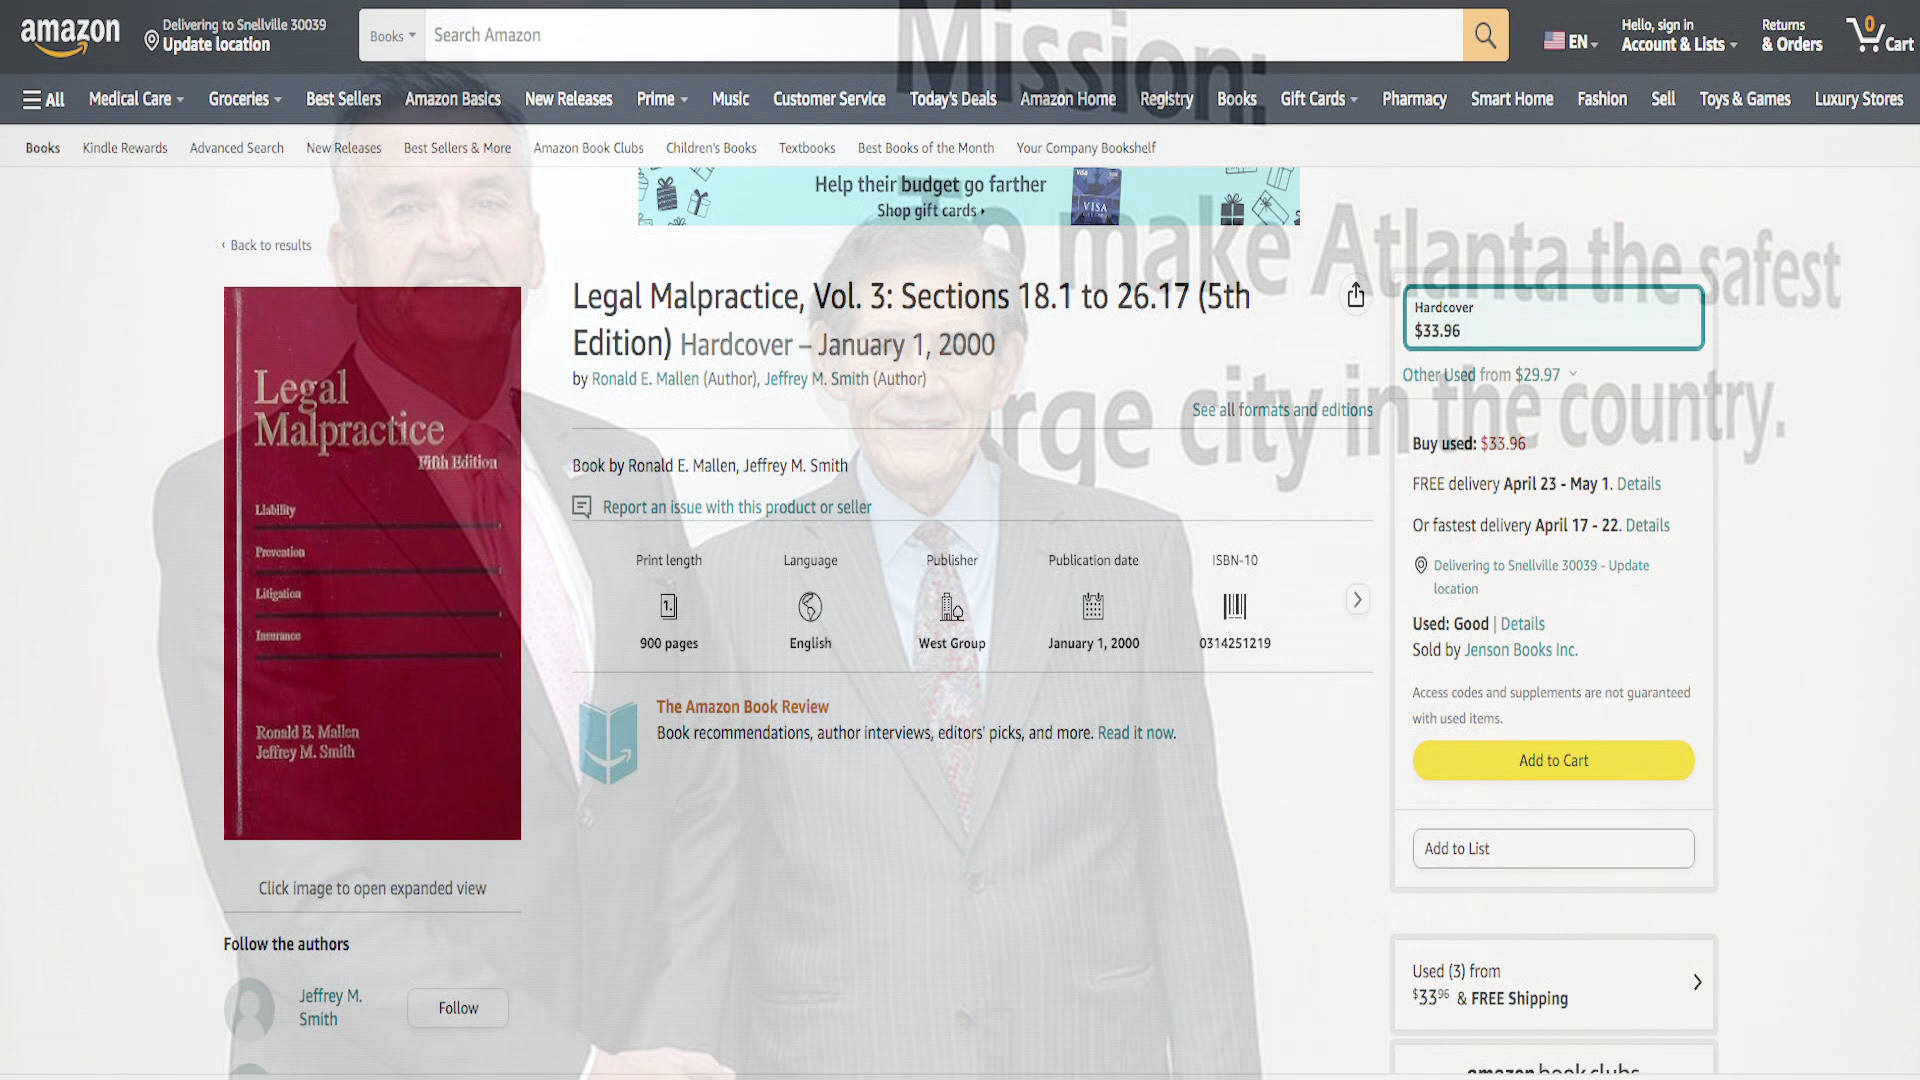 amazon
Delivering to Snellville 30039
Update location
Books
Search Amazon
EN
Hello, sign in
Account & Lists
Returns
& Orders
0
Cart
All
Medical Care
Groceries
Best Sellers
Amazon Basics
New Releases
Prime
Music
Customer Service
Today's Deals
Amazon Home
Registry
Books
Gift Cards
Pharmacy
Smart Home
Fashion
Sell
Toys & Games
Luxury Stores
Books
Kindle Rewards
Advanced Search
New Releases
Best Sellers & More
Amazon Book Clubs
Children's Books
Textbooks
Best Books of the Month
Your Company Bookshelf
Mission:
make Atlanta the safest
city in the country.
Help their budget go farther
Shop gift cards ›
VISA
‹ Back to results
Legal
Malpractice
Fifth Edition
Liability
Prevention
Litigation
Insurance
Ronald E. Mallen
Jeffrey M. Smith
Click image to open expanded view
Follow the authors
Jeffrey M.
Smith
Follow
Legal Malpractice, Vol. 3: Sections 18.1 to 26.17 (5th
Edition) Hardcover – January 1, 2000
by Ronald E. Mallen (Author), Jeffrey M. Smith (Author)
See all formats and editions
Book by Ronald E. Mallen, Jeffrey M. Smith
Report an issue with this product or seller
Print length
1.
900 pages
Language
English
Publisher
West Group
Publication date
January 1, 2000
ISBN-10
0314251219
The Amazon Book Review
Book recommendations, author interviews, editors' picks, and more. Read it now.
Hardcover
$33.96
Other Used from $29.97
Buy used: $33.96
FREE delivery April 23 - May 1. Details
Or fastest delivery April 17 - 22. Details
Delivering to Snellville 30039 - Update
location
Used: Good | Details
Sold by Jenson Books Inc.
Access codes and supplements are not guaranteed
with used items.
Add to Cart
Add to List
Used (3) from
$33 96 & FREE Shipping
amazon book clubs